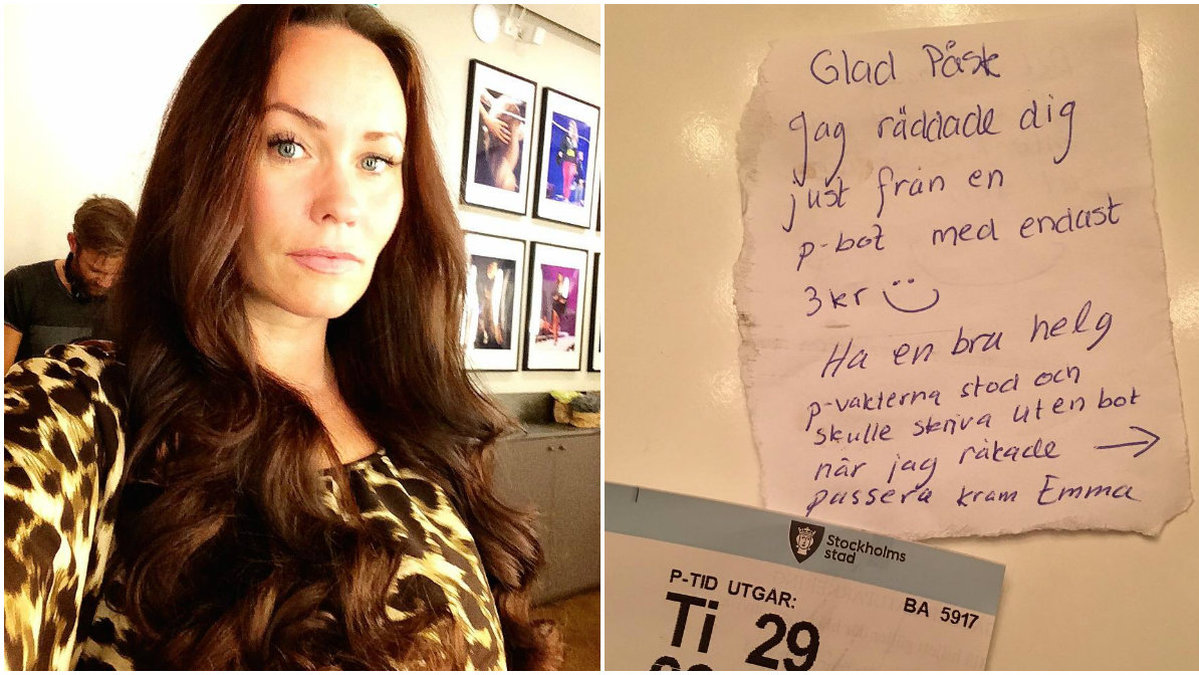 Glad Påsk
Jag räddade dig
just från en
p-bot med endast
3kr
Ha en bra helg
p-vakterna stod och
skulle skriva ut en bot
när jag råkade →
passera kram Emma
Stockholms
stad
P-TID UTGÅR:
BA 5917
Ti 29